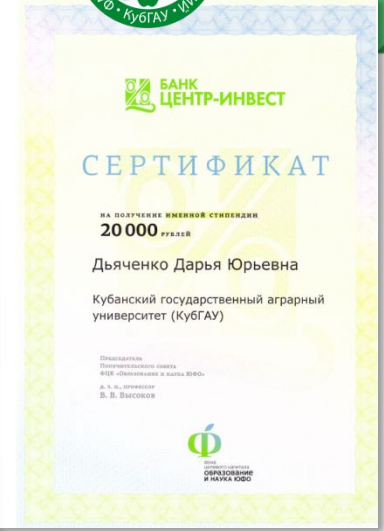 КубГАУ
БАНК
ЦЕНТР-ИНВЕСТ
СЕРТИФИКАТ
НА ПОЛУЧЕНИЕ ИМЕННОЙ СТИПЕНДИИ
20 000 РУБЛЕЙ
Дьяченко Дарья Юрьевна
Кубанский государственный аграрный
университет (КубГАУ)
Председатель
Попечительского совета
ФЦК «Образование и наука ЮФО»
д. э. н., профессор
В. В. Высоков
ФОНД
ЦЕЛЕВОГО КАПИТАЛА
ОБРАЗОВАНИЕ
И НАУКА ЮФО